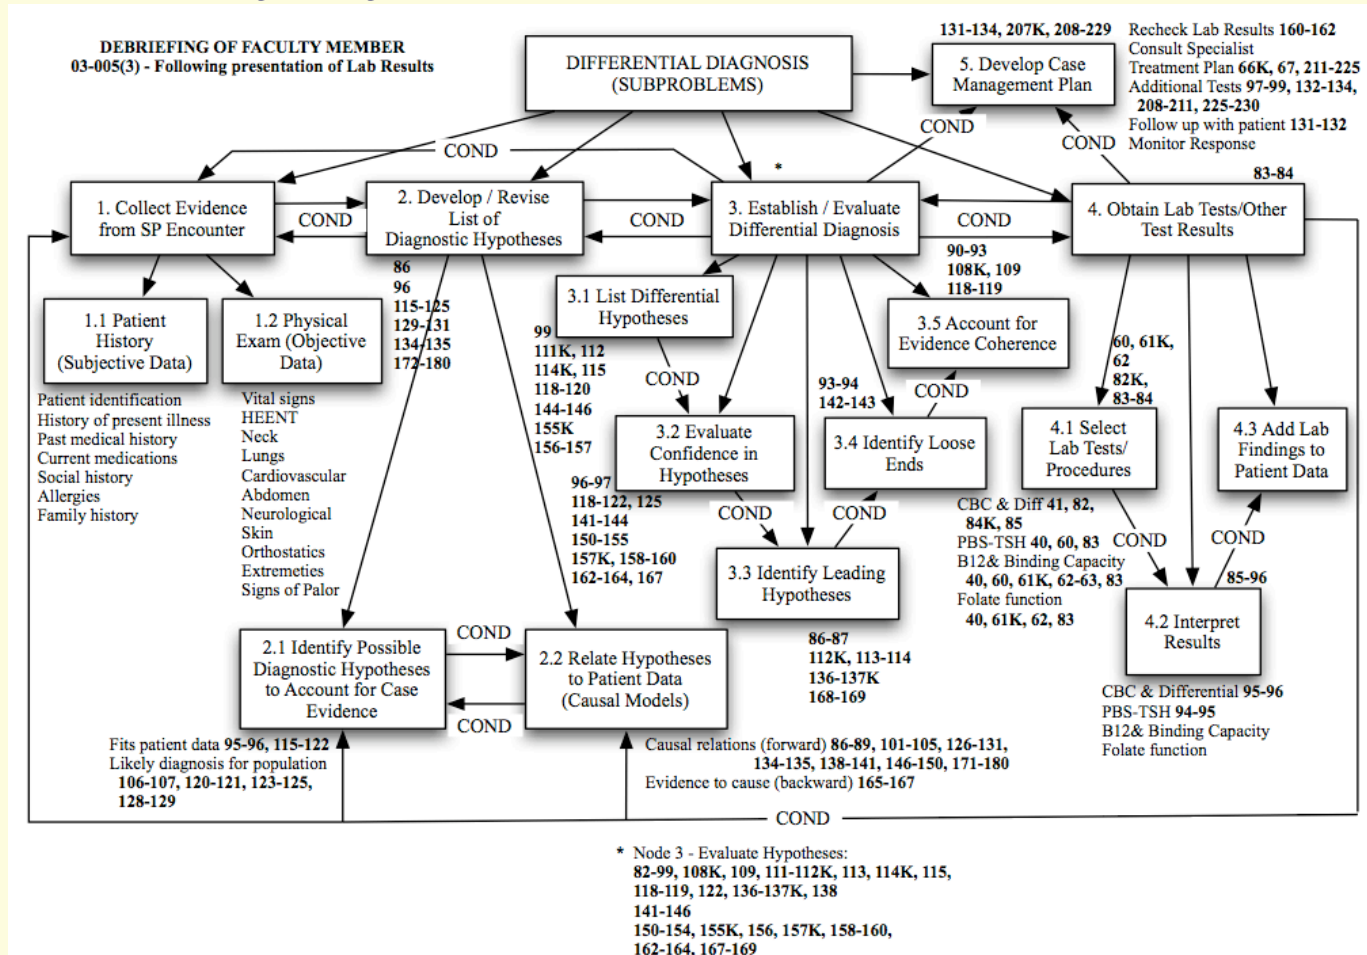 DEBRIEFING OF FACULTY MEMBER
03-005(3) - Following presentation of Lab Results
DIFFERENTIAL DIAGNOSIS
(SUBPROBLEMS)
131-134, 207K, 208-229
5. Develop Case
Management Plan
Recheck Lab Results 160-162
Consult Specialist
Treatment Plan 66K, 67, 211-225
Additional Tests 97-99, 132-134,
208-211, 225-230
Follow up with patient 131-132
Monitor Response
COND
COND
COND
*
83-84
1. Collect Evidence
from SP Encounter
COND
2. Develop / Revise
List of
Diagnostic Hypotheses
COND
3. Establish / Evaluate
Differential Diagnosis
COND
4. Obtain Lab Tests/Other
Test Results
86
96
115-125
129-131
134-135
172-180
90-93
108K, 109
118-119
1.1 Patient
History
(Subjective Data)
1.2 Physical
Exam (Objective
Data)
3.1 List Differential
Hypotheses
3.5 Account for
Evidence Coherence
99
111K, 112
114K, 115
118-120
144-146
155K
156-157
60, 61K,
62
82K,
83-84
COND
93-94
142-143
COND
Patient identification
History of present illness
Past medical history
Current medications
Social history
Allergies
Family history
Vital signs
HEENT
Neck
Lungs
Cardiovascular
Abdomen
Neurological
Skin
Orthostatics
Extremeties
Signs of Palor
3.2 Evaluate
Confidence in
Hypotheses
3.4 Identify Loose
Ends
4.1 Select
Lab Tests/
Procedures
4.3 Add Lab
Findings to
Patient Data
96-97
118-122, 125
141-144
150-155
157K, 158-160
162-164, 167
COND
COND
CBC & Diff 41, 82,
84K, 85
PBS-TSH 40, 60, 83
B12& Binding Capacity
40, 60, 61K, 62-63, 83
Folate function
40, 61K, 62, 83
COND
COND
3.3 Identify Leading
Hypotheses
85-96
4.2 Interpret
Results
86-87
112K, 113-114
136-137K
168-169
2.1 Identify Possible
Diagnostic Hypotheses
to Account for Case
Evidence
COND
COND
2.2 Relate Hypotheses
to Patient Data
(Causal Models)
CBC & Differential 95-96
PBS-TSH 94-95
B12& Binding Capacity
Folate function
Fits patient data 95-96, 115-122
Likely diagnosis for population
106-107, 120-121, 123-125,
128-129
Causal relations (forward) 86-89, 101-105, 126-131,
134-135, 138-141, 146-150, 171-180
Evidence to cause (backward) 165-167
COND
* Node 3 - Evaluate Hypotheses:
82-99, 108K, 109, 111-112K, 113, 114K, 115,
118-119, 122, 136-137K, 138
141-146
150-154, 155K, 156, 157K, 158-160,
162-164, 167-169